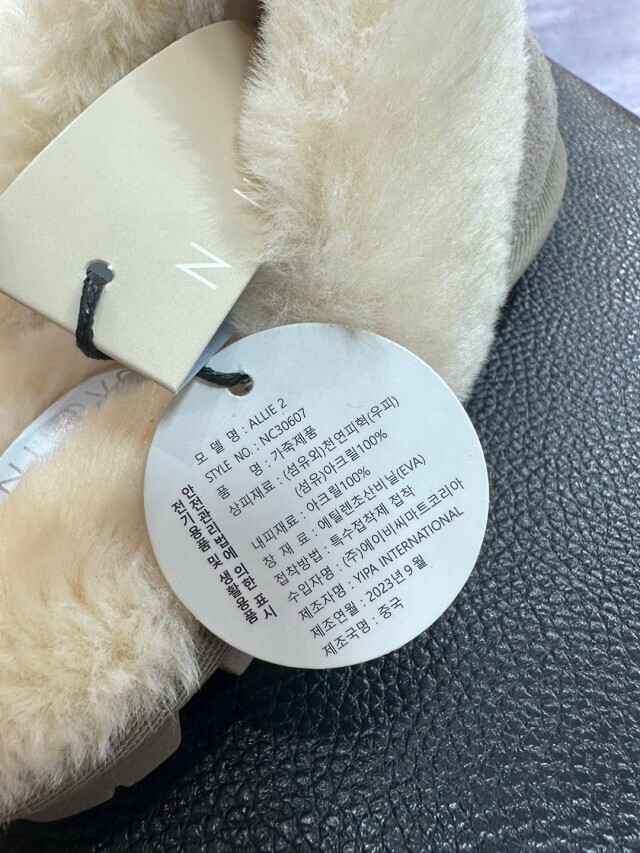 N
모 델 명 : ALLIE 2
STYLE NO. : NC30607
품 명 : 가죽제품
상피재료 : (섬유외)천연피혁(우피)
(섬유)아크릴100%
내피재료 : 아크릴100%
창 재 료 : 에틸렌초산비닐(EVA)
접착방법 : 특수접착제 접착
수입자명 : (주)에이비씨마트코리아
제조자명 : YIPA INTERNATIONAL
제조연월 : 2023년 9월
제조국명 : 중국
전기용품 및 생활용품
안전관리법에 의한 표시